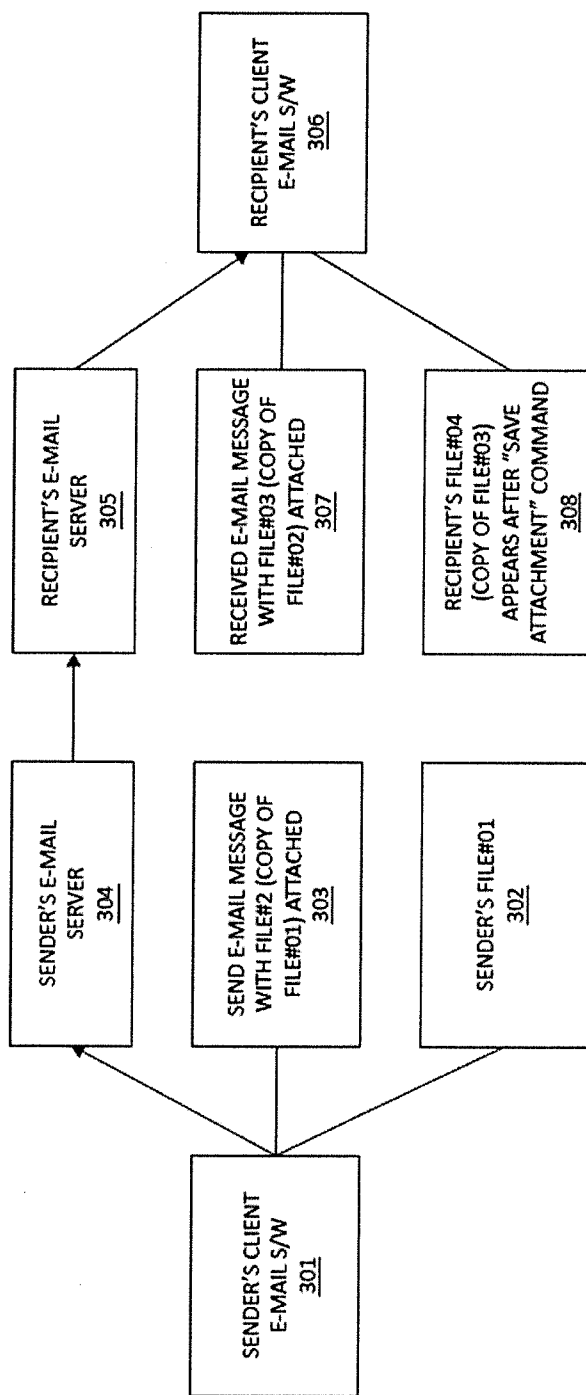 SENDER'S CLIENT
E-MAIL S/W
301
SENDER'S E-MAIL
SERVER
304
SEND E-MAIL MESSAGE
WITH FILE#2 (COPY OF
FILE#01) ATTACHED
303
SENDER'S FILE#01
302
RECIPIENT'S E-MAIL
SERVER
305
RECEIVED E-MAIL MESSAGE
WITH FILE#03 (COPY OF
FILE#02) ATTACHED
307
RECIPIENT'S FILE#04
(COPY OF FILE#03)
APPEARS AFTER "SAVE
ATTACHMENT" COMMAND
308
RECIPIENT'S CLIENT
E-MAIL S/W
306